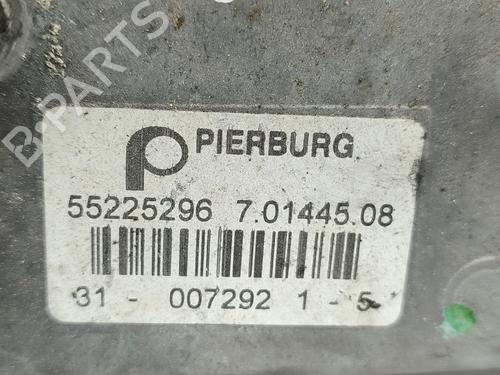 B-PARTS
PIERBURG
55225296 7.01445.08
31 - 007292 1 - 5